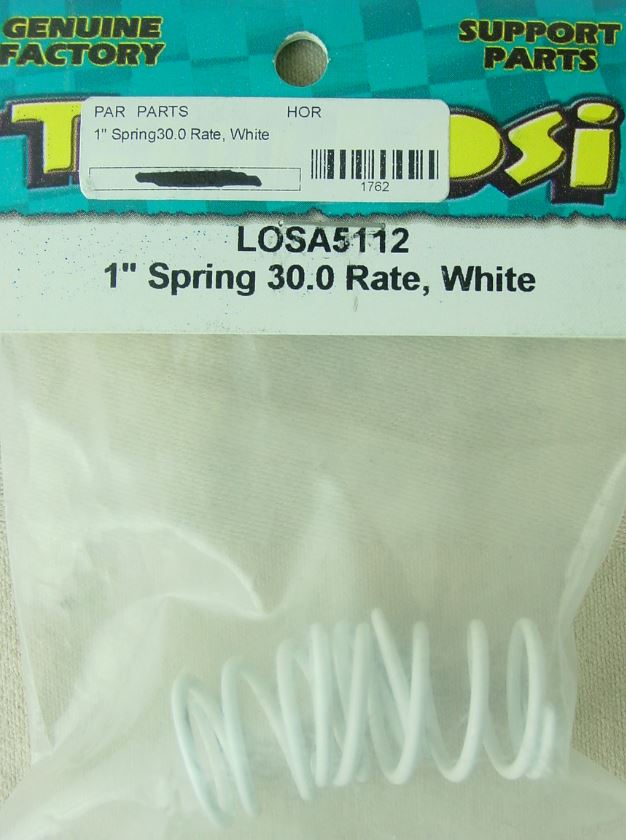 GENUINE
FACTORY
SUPPORT
PARTS
PAR PARTS HOR
1" Spring30.0 Rate, White
1762
LOSA5112
1" Spring 30.0 Rate, White